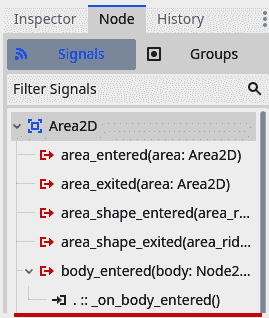 Inspector Node History
Signals Groups
Filter Signals
Area2D
area_entered(area: Area2D)
area_exited(area: Area2D)
area_shape_entered(area_r...
area_shape_exited(area_rid...
body_entered(body: Node2...
. :: _on_body_entered()